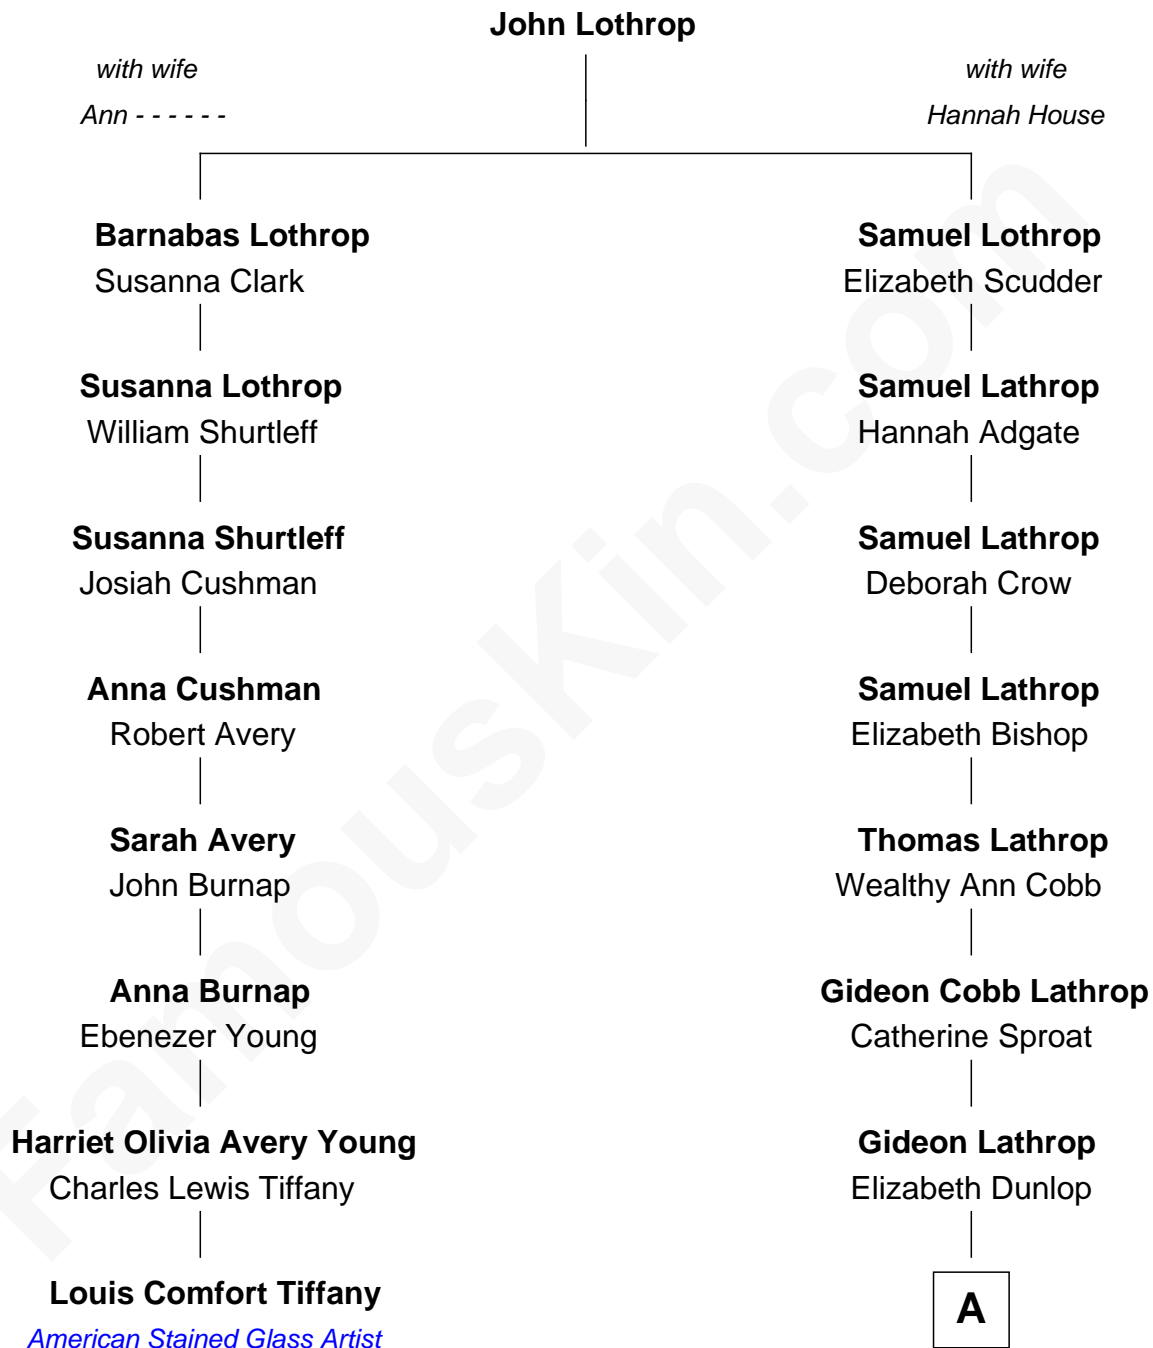 John Lothrop
with wife
Ann - - - - - -
with wife
Hannah House
Barnabas Lothrop
Susanna Clark
Samuel Lothrop
Elizabeth Scudder
Susanna Lothrop
William Shurtleff
Samuel Lathrop
Hannah Adgate
Susanna Shurtleff
Josiah Cushman
Samuel Lathrop
Deborah Crow
Anna Cushman
Robert Avery
Samuel Lathrop
Elizabeth Bishop
Sarah Avery
John Burnap
Thomas Lathrop
Wealthy Ann Cobb
Anna Burnap
Ebenezer Young
Gideon Cobb Lathrop
Catherine Sproat
Harriet Olivia Avery Young
Charles Lewis Tiffany
Gideon Lathrop
Elizabeth Dunlop
Louis Comfort Tiffany
American Stained Glass Artist
A
FamousKin.com